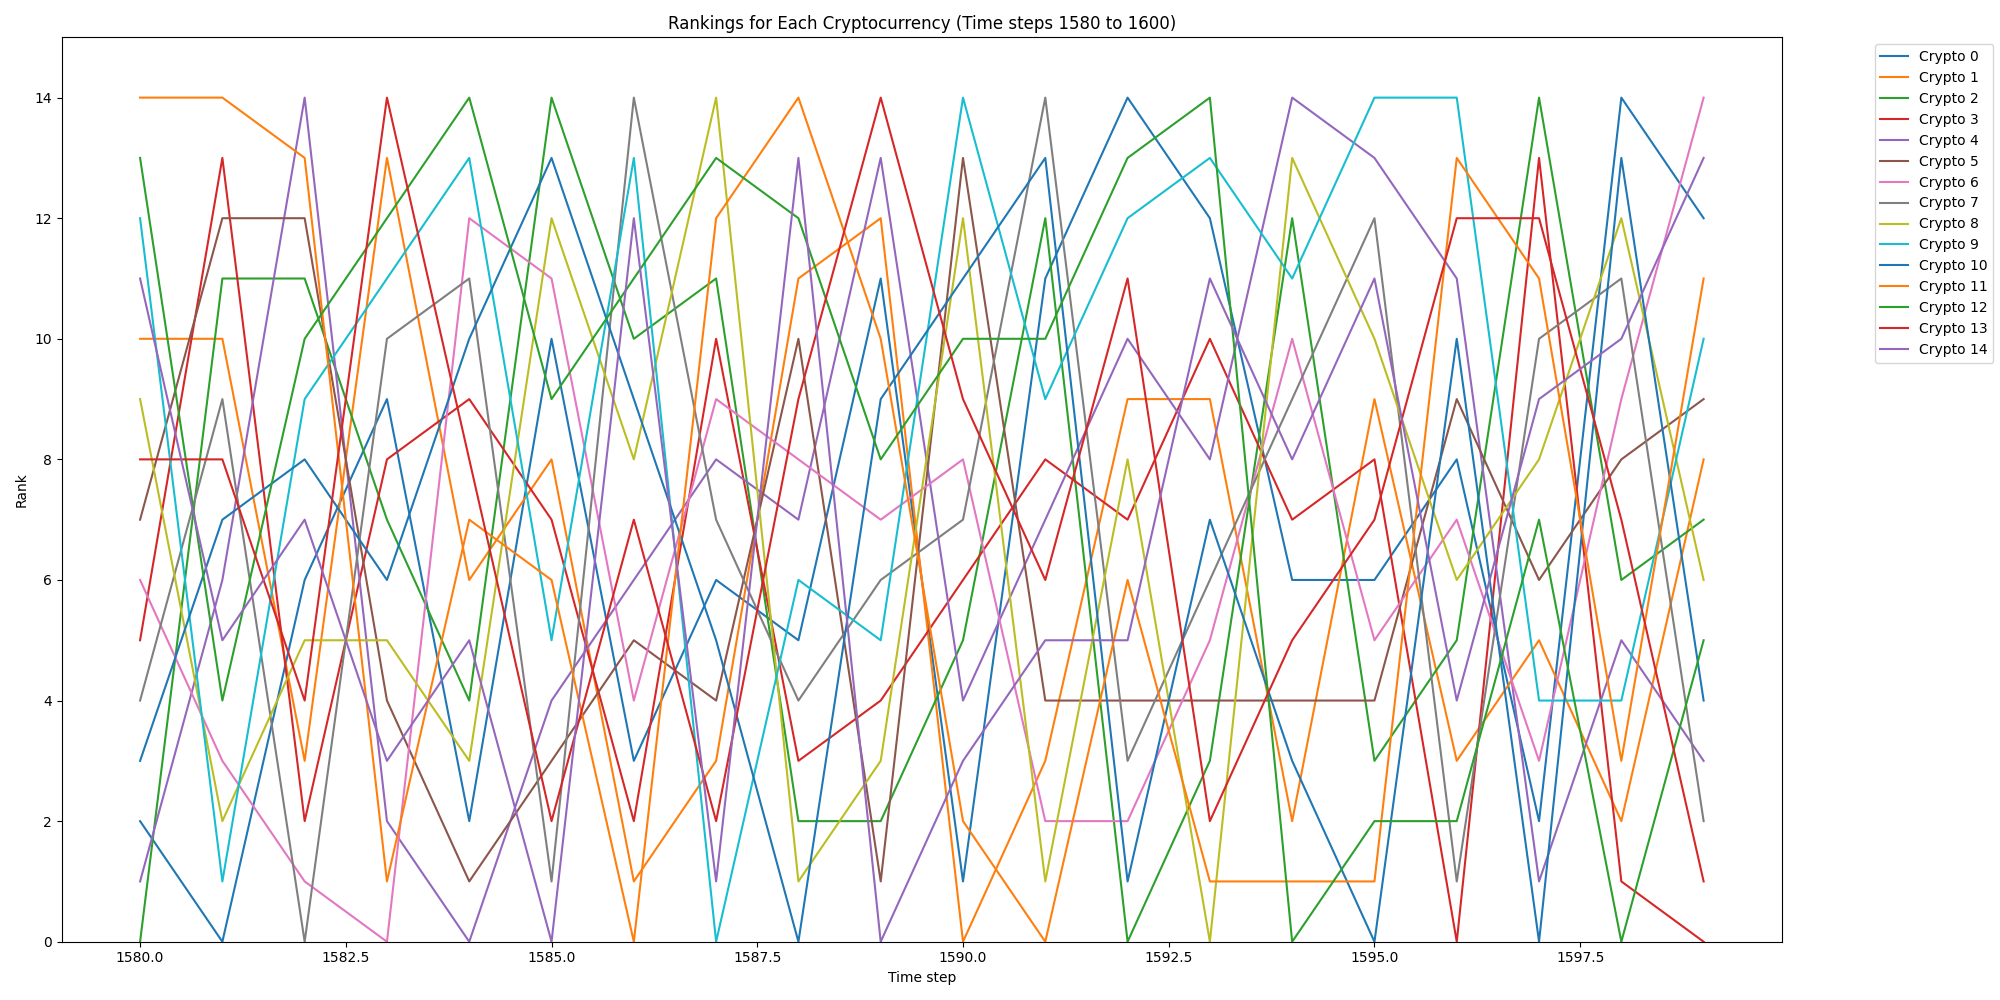 Rankings for Each Cryptocurrency (Time steps 1580 to 1600)
Rank
14
12
10
8
6
4
2
0
1580.0
1582.5
1585.0
1587.5
1590.0
1592.5
1595.0
1597.5
Time step
Crypto 0
Crypto 1
Crypto 2
Crypto 3
Crypto 4
Crypto 5
Crypto 6
Crypto 7
Crypto 8
Crypto 9
Crypto 10
Crypto 11
Crypto 12
Crypto 13
Crypto 14